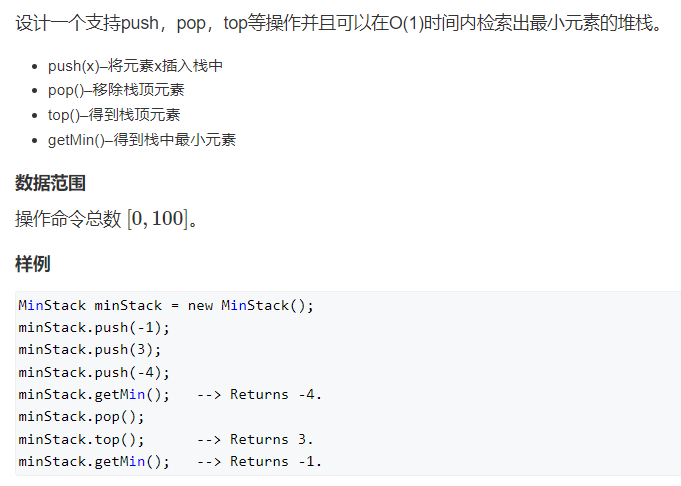 设计一个支持push，pop，top等操作并且可以在O(1)时间内检索出最小元素的堆栈。
push(x)–将元素x插入栈中
pop()–移除栈顶元素
top()–得到栈顶元素
getMin()–得到栈中最小元素
数据范围
操作命令总数 [0, 100]。
样例
MinStack minStack = new MinStack();
minStack.push(-1);
minStack.push(3);
minStack.push(-4);
minStack.getMin();   --> Returns -4.
minStack.pop();
minStack.top();      --> Returns 3.
minStack.getMin();   --> Returns -1.